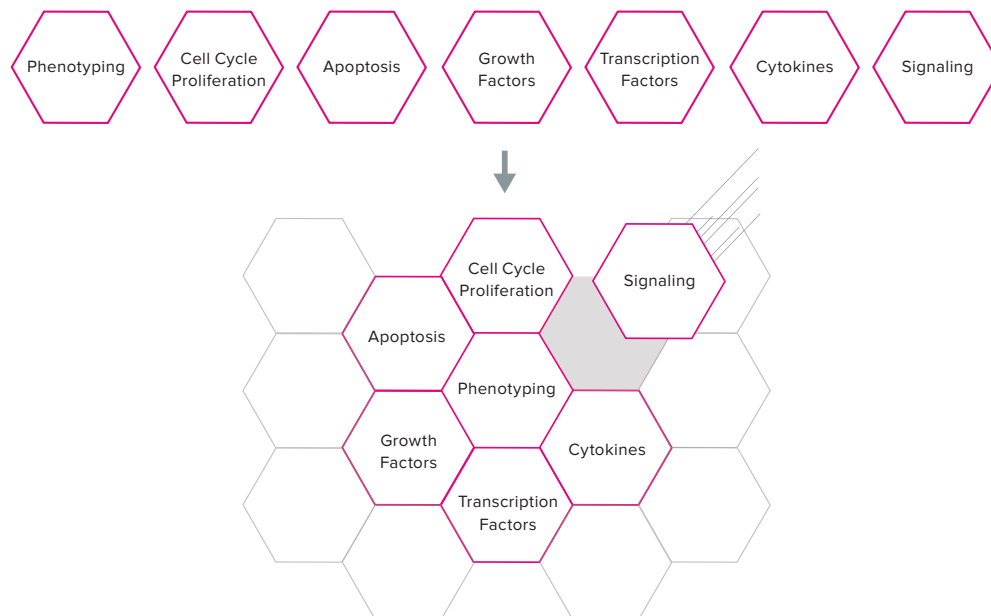 Phenotyping
Cell Cycle
Proliferation
Apoptosis
Growth
Factors
Transcription
Factors
Cytokines
Signaling
Cell Cycle
Proliferation
Signaling
Apoptosis
Phenotyping
Growth
Factors
Cytokines
Transcription
Factors